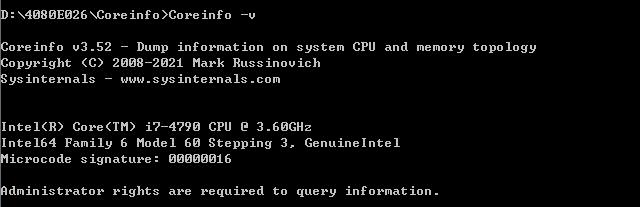 D:\4080E026\Coreinfo>Coreinfo -v
Coreinfo v3.52 - Dump information on system CPU and memory topology
Copyright (C) 2008-2021 Mark Russinovich
Sysinternals - www.sysinternals.com
Intel(R) Core(TM) i7-4790 CPU @ 3.60GHz
Intel64 Family 6 Model 60 Stepping 3, GenuineIntel
Microcode signature: 00000016
Administrator rights are required to query information.